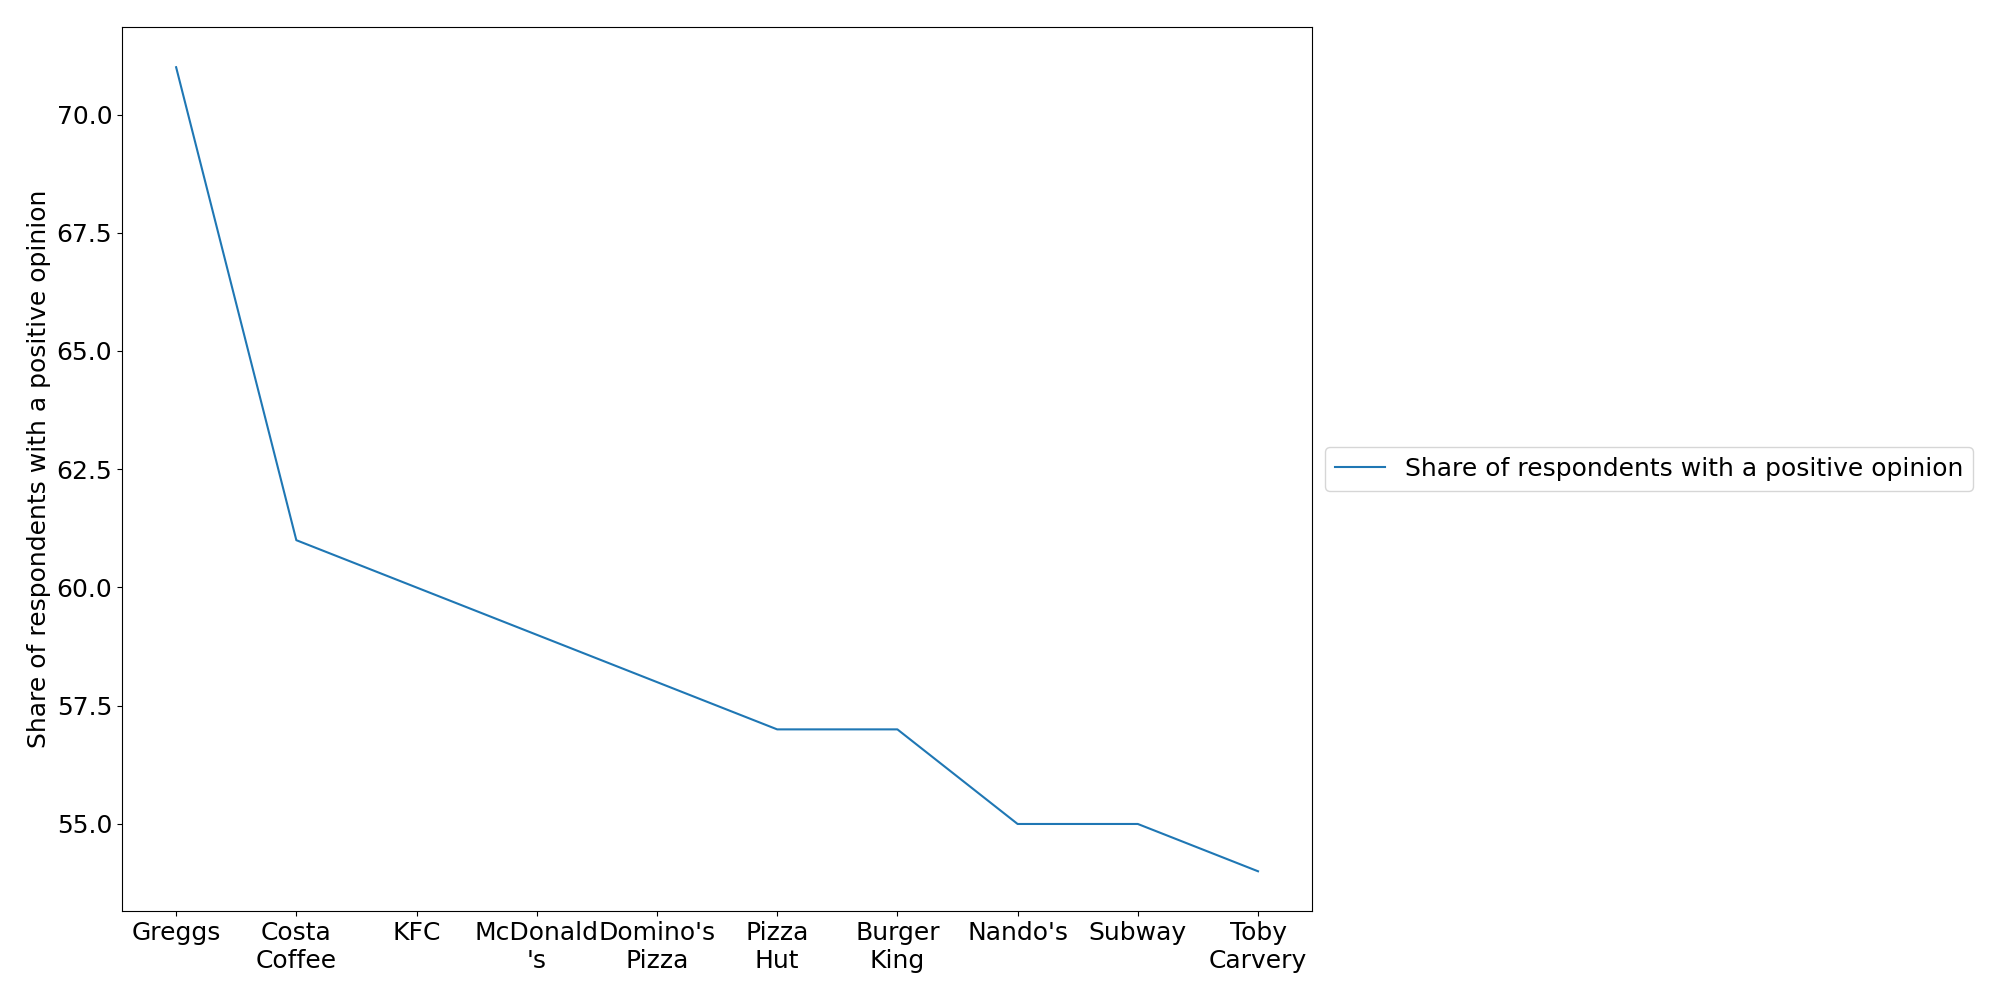 Share of respondents with a positive opinion
70.0
67.5
65.0
62.5
60.0
57.5
55.0
Greggs
Costa
Coffee
KFC
McDonald
's
Domino's
Pizza
Pizza
Hut
Burger
King
Nando's
Subway
Toby
Carvery
Share of respondents with a positive opinion